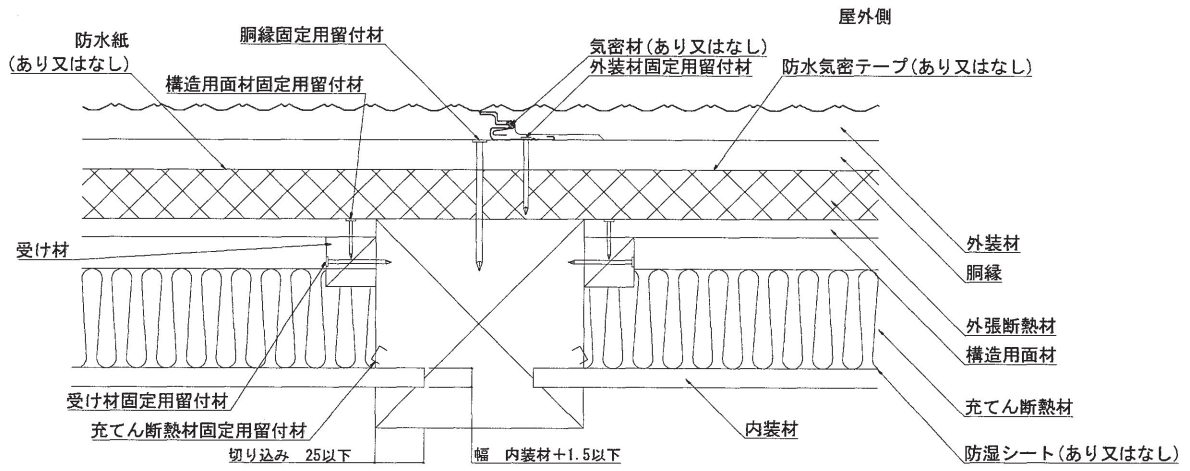 屋外側
防水紙
(あり又はなし)
胴縁固定用留付材
構造用面材固定用留付材
気密材(あり又はなし)
外装材固定用留付材
防水気密テープ(あり又はなし)
受け材
外装材
胴縁
外張断熱材
構造用面材
充てん断熱材
防湿シート(あり又はなし)
受け材固定用留付材
充てん断熱材固定用留付材
内装材
切り込み 25以下
幅 内装材+1.5以下